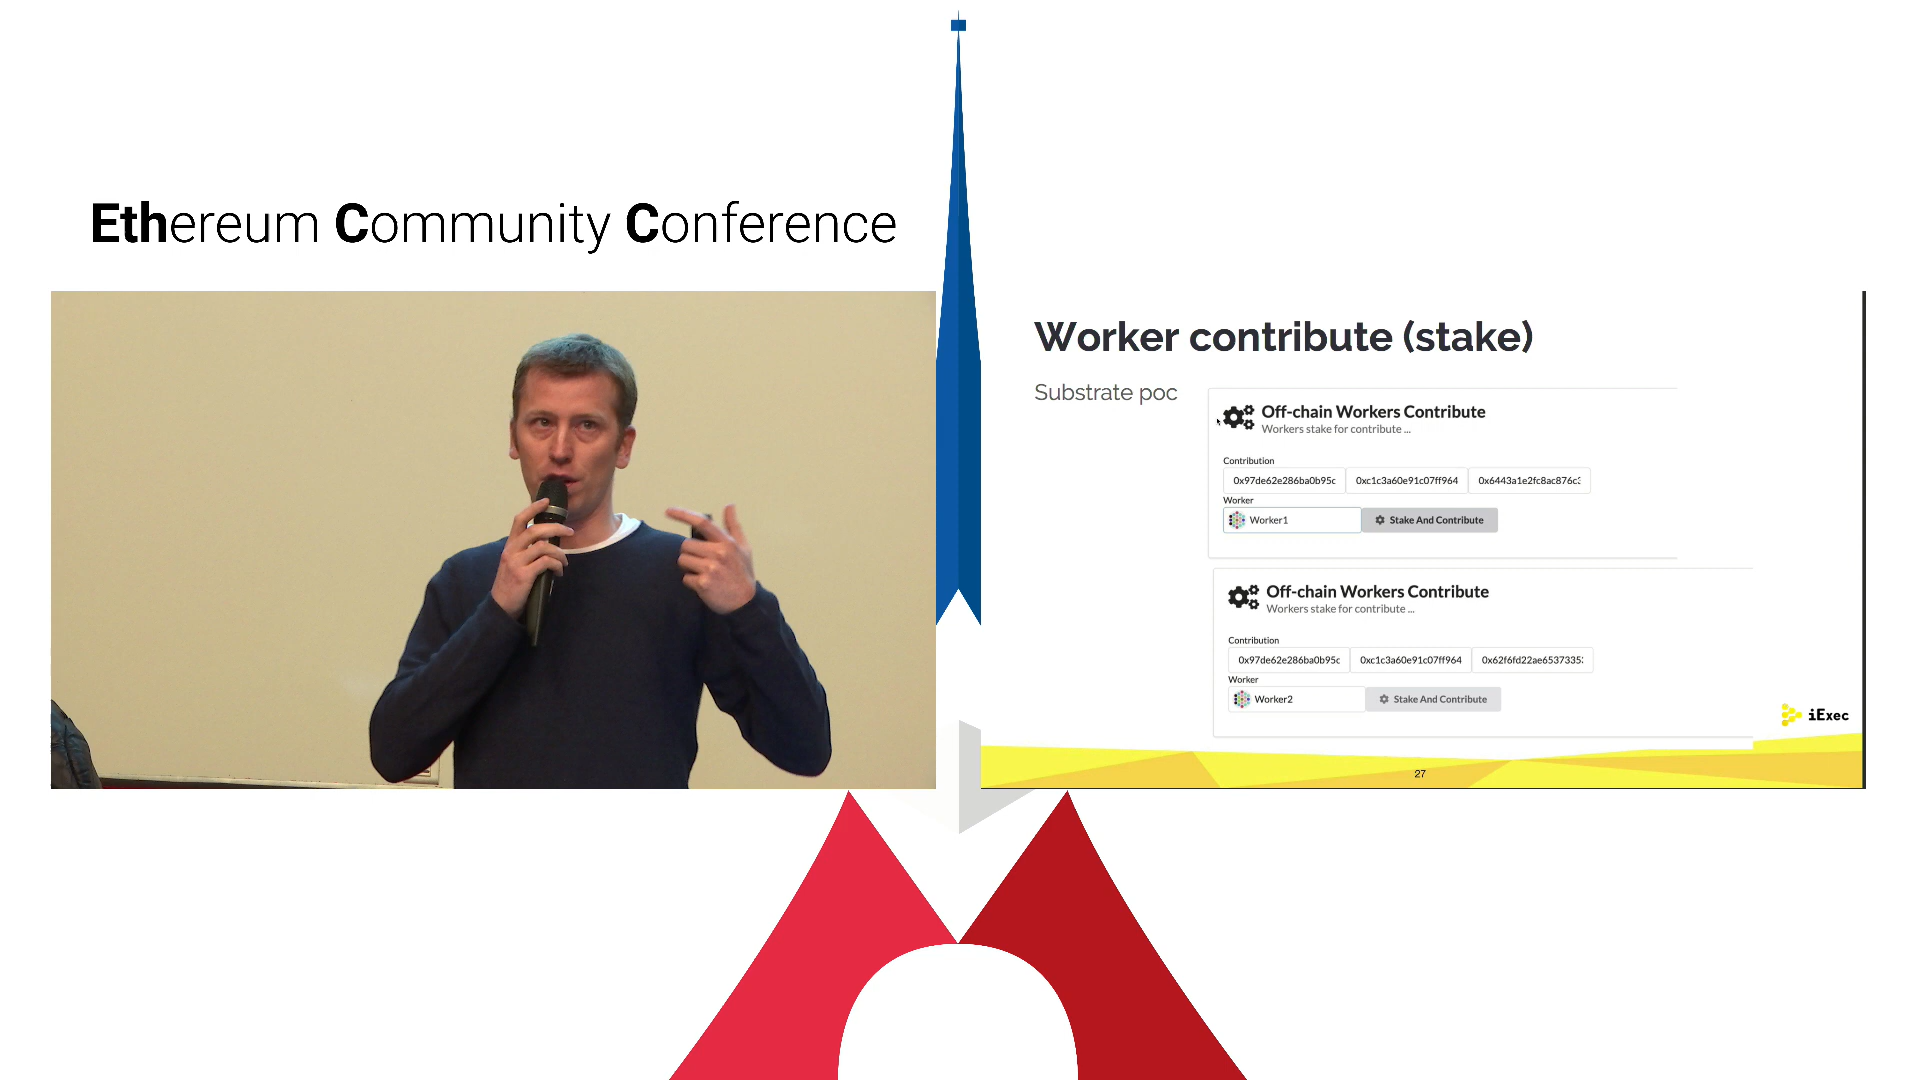 Ethereum Community Conference
Worker contribute (stake)
Substrate poc
Off-chain Workers Contribute
Workers stake for contribute ...
Contribution
0x97de62e286ba0b95c 0xc1c3a60e91c07ff964 0x6443a1e2fc8ac876c
Worker
Worker1 Stake And Contribute
Off-chain Workers Contribute
Workers stake for contribute ...
Contribution
0x97de62e286ba0b95c 0xc1c3a60e91c07ff964 0x62f6fd22ae6537335
Worker
Worker2 Stake And Contribute
iExec
27